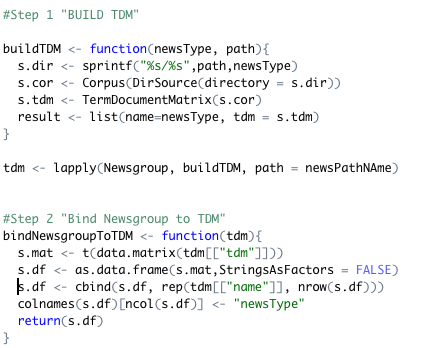 #Step 1 "BUILD TDM"
buildTDM <- function(newsType, path){
  s.dir <- sprintf("%s/%s",path,newsType)
  s.cor <- Corpus(DirSource(directory = s.dir))
  s.tdm <- TermDocumentMatrix(s.cor)
  result <- list(name=newsType, tdm = s.tdm)
}
tdm <- lapply(Newsgroup, buildTDM, path = newsPathNAme)
#Step 2 "Bind Newsgroup to TDM"
bindNewsgroupToTDM <- function(tdm){
  s.mat <- t(data.matrix(tdm[["tdm"]]))
  s.df <- as.data.frame(s.mat,StringsAsFactors = FALSE)
  s.df <- cbind(s.df, rep(tdm[["name"]], nrow(s.df)))
  colnames(s.df)[ncol(s.df)] <- "newsType"
  return(s.df)
}